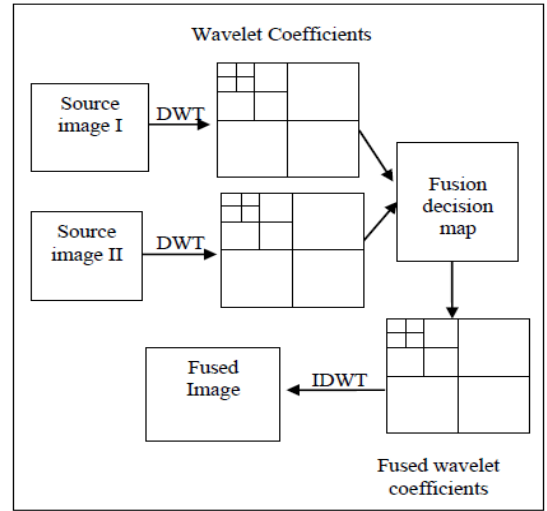 Wavelet Coefficients
Source
image I
DWT
Source
image II
DWT
Fusion
decision
map
Fused
Image
IDWT
Fused wavelet
coefficients